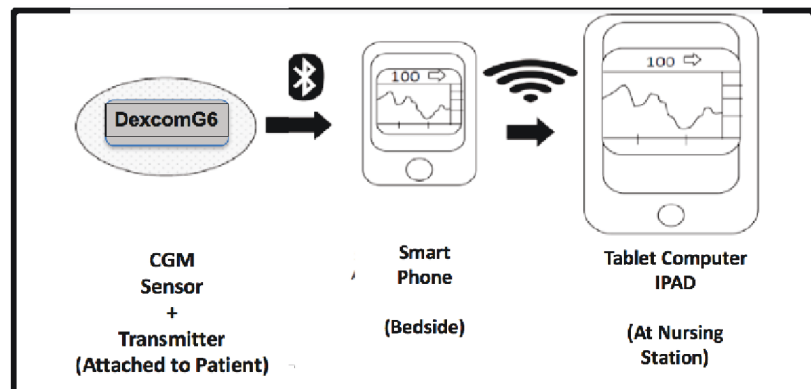 DexcomG6
100
100
CGM
Sensor
+
Transmitter
(Attached to Patient)
Smart
Phone
(Bedside)
Tablet Computer
IPAD
(At Nursing
Station)